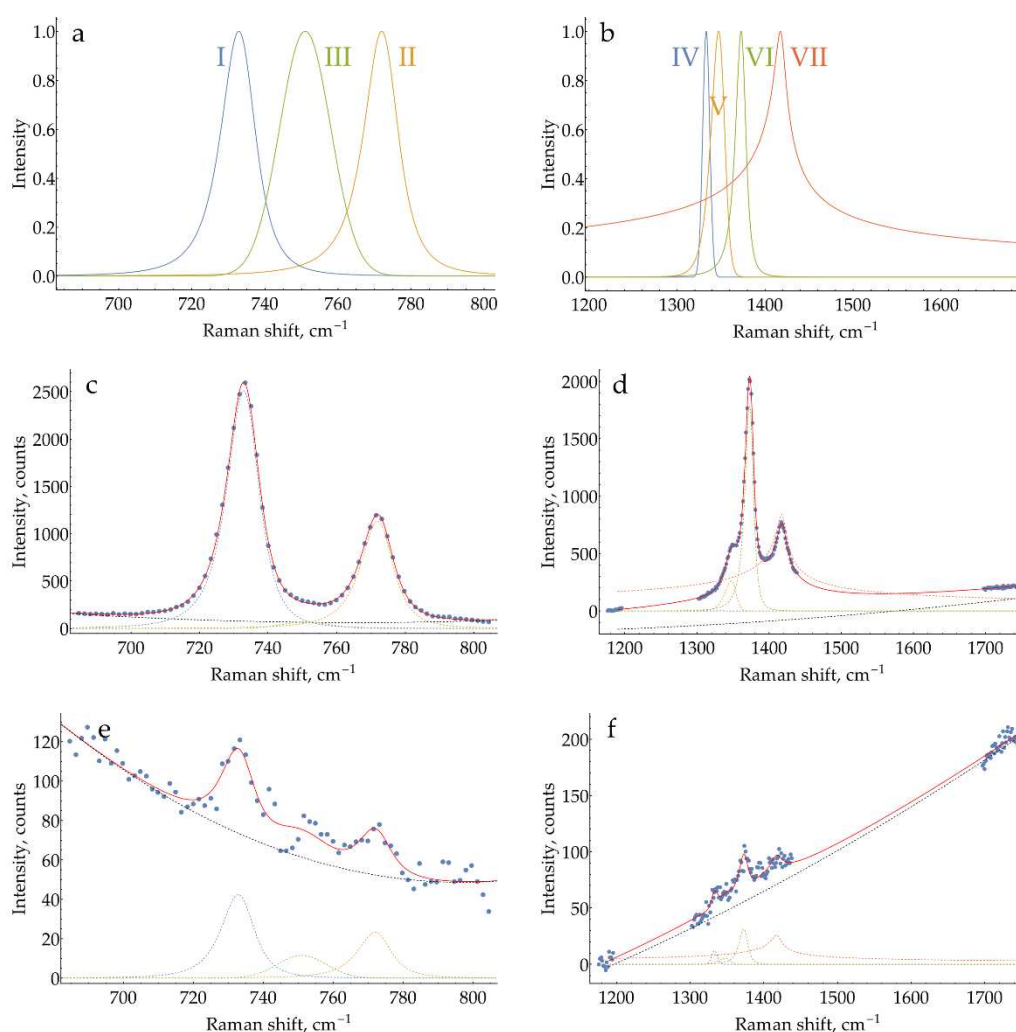 a
I
III
II
1.0
0.8
0.6
0.4
0.2
0.0
Intensity
700
720
740
760
780
800
Raman shift, cm⁻¹
b
IV
VI
VII
V
1.0
0.8
0.6
0.4
0.2
0.0
Intensity
1200
1300
1400
1500
1600
Raman shift, cm⁻¹
c
2500
2000
1500
1000
500
0
Intensity, counts
700
720
740
760
780
800
Raman shift, cm⁻¹
d
2000
1500
1000
500
0
Intensity, counts
1200
1300
1400
1500
1600
1700
Raman shift, cm⁻¹
e
120
100
80
60
40
20
0
Intensity, counts
700
720
740
760
780
800
Raman shift, cm⁻¹
f
200
150
100
50
0
Intensity, counts
1200
1300
1400
1500
1600
1700
Raman shift, cm⁻¹